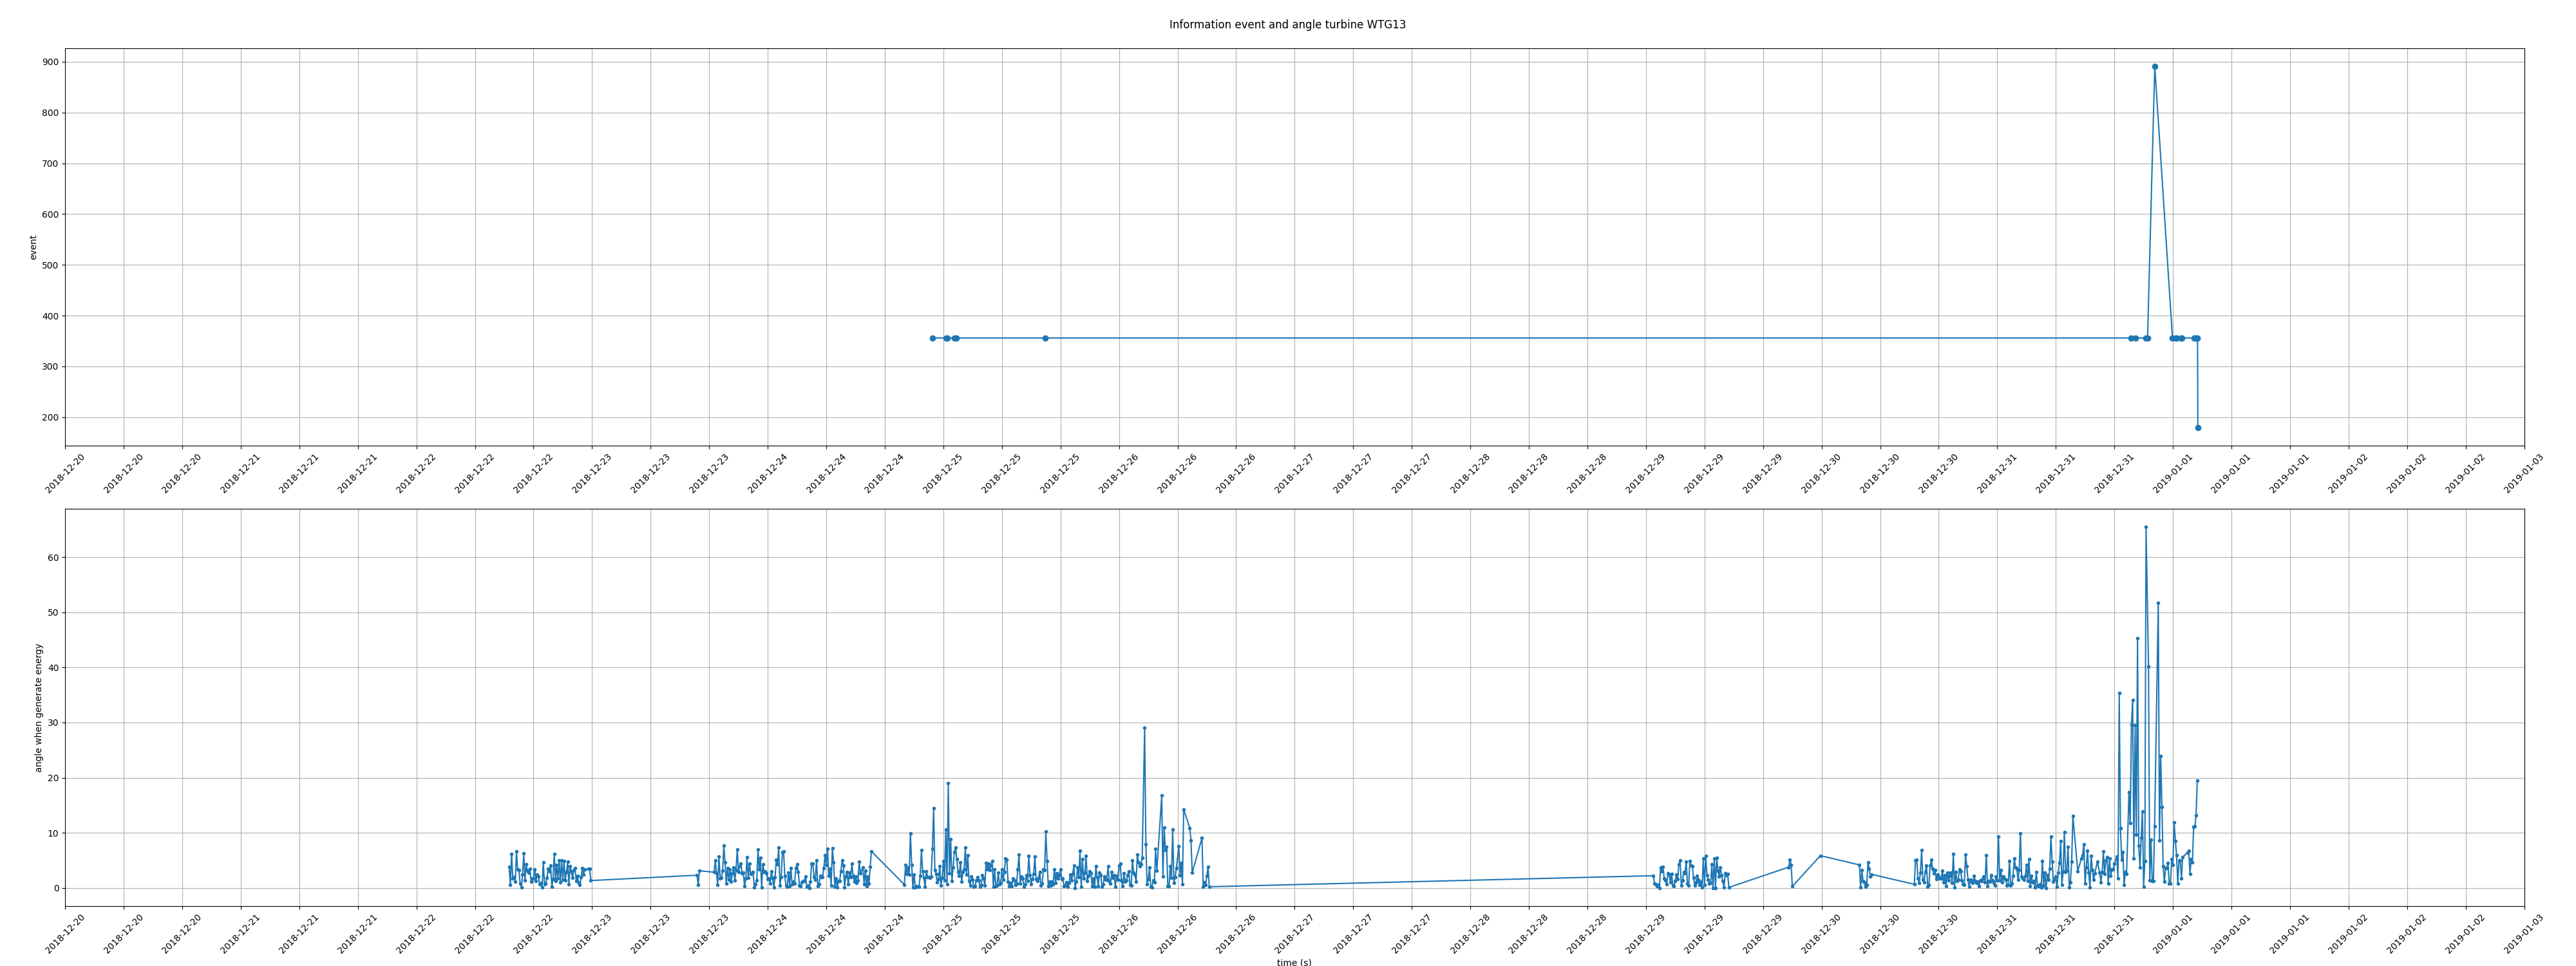 Information event and angle turbine WTG13
900
800
700
600
500
400
300
200
event
2018-12-20 2018-12-20 2018-12-20 2018-12-21 2018-12-21 2018-12-21 2018-12-22 2018-12-22 2018-12-22 2018-12-23 2018-12-23 2018-12-23 2018-12-24 2018-12-24 2018-12-24 2018-12-25 2018-12-25 2018-12-25 2018-12-26 2018-12-26 2018-12-26 2018-12-27 2018-12-27 2018-12-27 2018-12-28 2018-12-28 2018-12-28 2018-12-29 2018-12-29 2018-12-29 2018-12-30 2018-12-30 2018-12-30 2018-12-31 2018-12-31 2018-12-31 2019-01-01 2019-01-01 2019-01-01 2019-01-02 2019-01-02 2019-01-02 2019-01-03
60
50
40
30
20
10
0
angle when generate energy
2018-12-20 2018-12-20 2018-12-20 2018-12-21 2018-12-21 2018-12-21 2018-12-22 2018-12-22 2018-12-22 2018-12-23 2018-12-23 2018-12-23 2018-12-24 2018-12-24 2018-12-24 2018-12-25 2018-12-25 2018-12-25 2018-12-26 2018-12-26 2018-12-26 2018-12-27 2018-12-27 2018-12-27 2018-12-28 2018-12-28 2018-12-28 2018-12-29 2018-12-29 2018-12-29 2018-12-30 2018-12-30 2018-12-30 2018-12-31 2018-12-31 2018-12-31 2019-01-01 2019-01-01 2019-01-01 2019-01-02 2019-01-02 2019-01-02 2019-01-03
time (s)